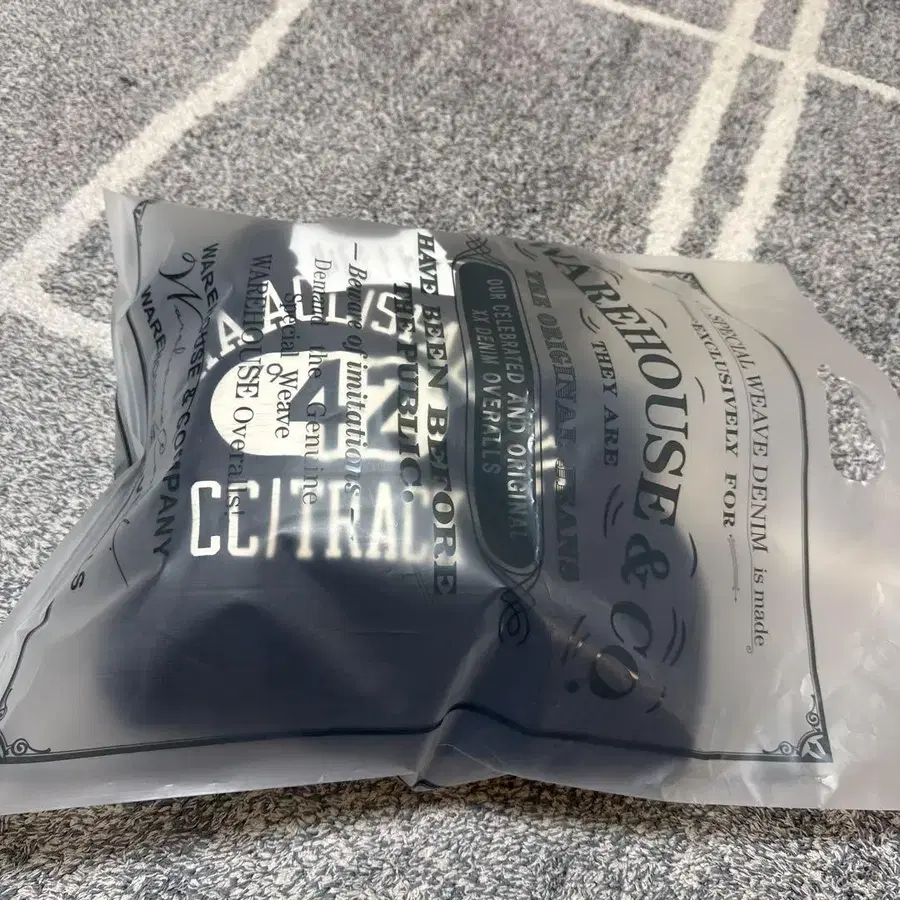 SPECIAL WEAVE DENIM is made
EXCLUSIVELY FOR
WAREHOUSE & CO.
THEY ARE
THE ORIGINAL JEANS
OUR CELEBRATED AND ORIGINAL
XX DENIM OVERALLS
HAVE BEEN BEFORE
THE PUBLIC.
— Beware of imitations —
Demand the Genuine
Special Weave
WAREHOUSE Overalls!
WAREHOUSE & COMPANY
42
CC/TRAC